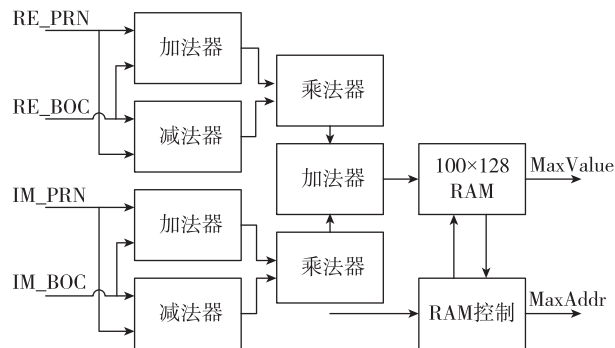 RE_PRN
加法器
RE_BOC
减法器
乘法器
加法器
100×128
RAM
MaxValue
IM_PRN
加法器
IM_BOC
减法器
乘法器
RAM控制
MaxAddr